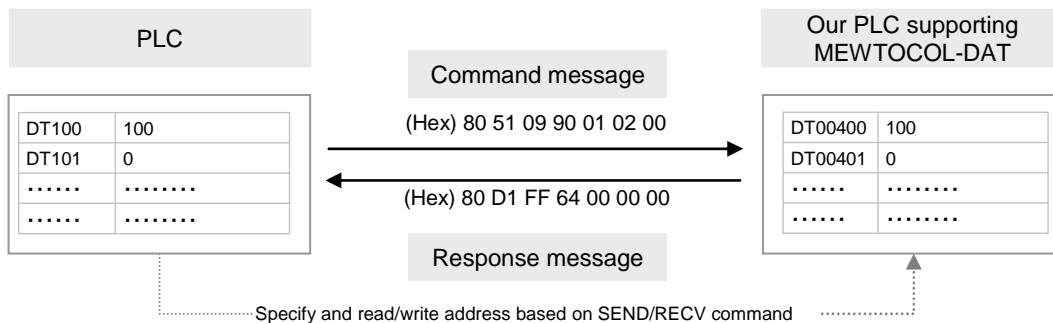 PLC
Our PLC supporting
MEWTOCOL-DAT
Command message
(Hex) 80 51 09 90 01 02 00
DT100 100
DT101 0
...... ........
...... ........
DT00400 100
DT00401 0
...... ........
...... ........
(Hex) 80 D1 FF 64 00 00 00
Response message
Specify and read/write address based on SEND/RECV command